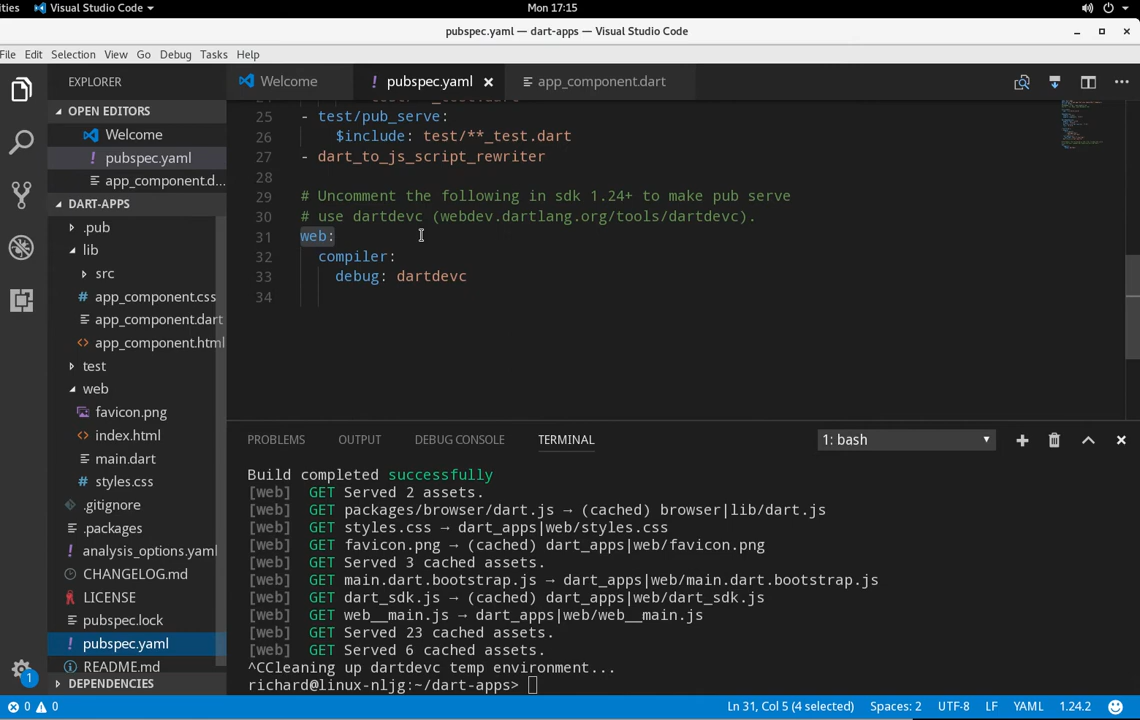 ities Visual Studio Code Mon 17:15
pubspec.yaml — dart-apps — Visual Studio Code
File Edit Selection View Go Debug Tasks Help
EXPLORER Welcome ! pubspec.yaml app_component.dart
OPEN EDITORS
Welcome
! pubspec.yaml
app_component.d...
DART-APPS
.pub
lib
src
# app_component.css
app_component.dart
<> app_component.html
test
web
favicon.png
<> index.html
main.dart
# styles.css
.gitignore
.packages
! analysis_options.yaml
CHANGELOG.md
LICENSE
pubspec.lock
! pubspec.yaml
README.md
DEPENDENCIES
25 - test/pub_serve:
26 $include: test/**_test.dart
27 - dart_to_js_script_rewriter
28
29 # Uncomment the following in sdk 1.24+ to make pub serve
30 # use dartdevc (webdev.dartlang.org/tools/dartdevc).
31 web:
32 compiler:
33 debug: dartdevc
34
PROBLEMS OUTPUT DEBUG CONSOLE TERMINAL 1: bash
Build completed successfully
[web] GET Served 2 assets.
[web] GET packages/browser/dart.js → (cached) browser|lib/dart.js
[web] GET styles.css → dart_apps|web/styles.css
[web] GET favicon.png → (cached) dart_apps|web/favicon.png
[web] GET Served 3 cached assets.
[web] GET main.dart.bootstrap.js → dart_apps|web/main.dart.bootstrap.js
[web] GET dart_sdk.js → (cached) dart_apps|web/dart_sdk.js
[web] GET web__main.js → dart_apps|web/web__main.js
[web] GET Served 23 cached assets.
[web] GET Served 6 cached assets.
^CCleaning up dartdevc temp environment...
richard@linux-nljg:~/dart-apps>
1
0 0 Ln 31, Col 5 (4 selected) Spaces: 2 UTF-8 LF YAML 1.24.2